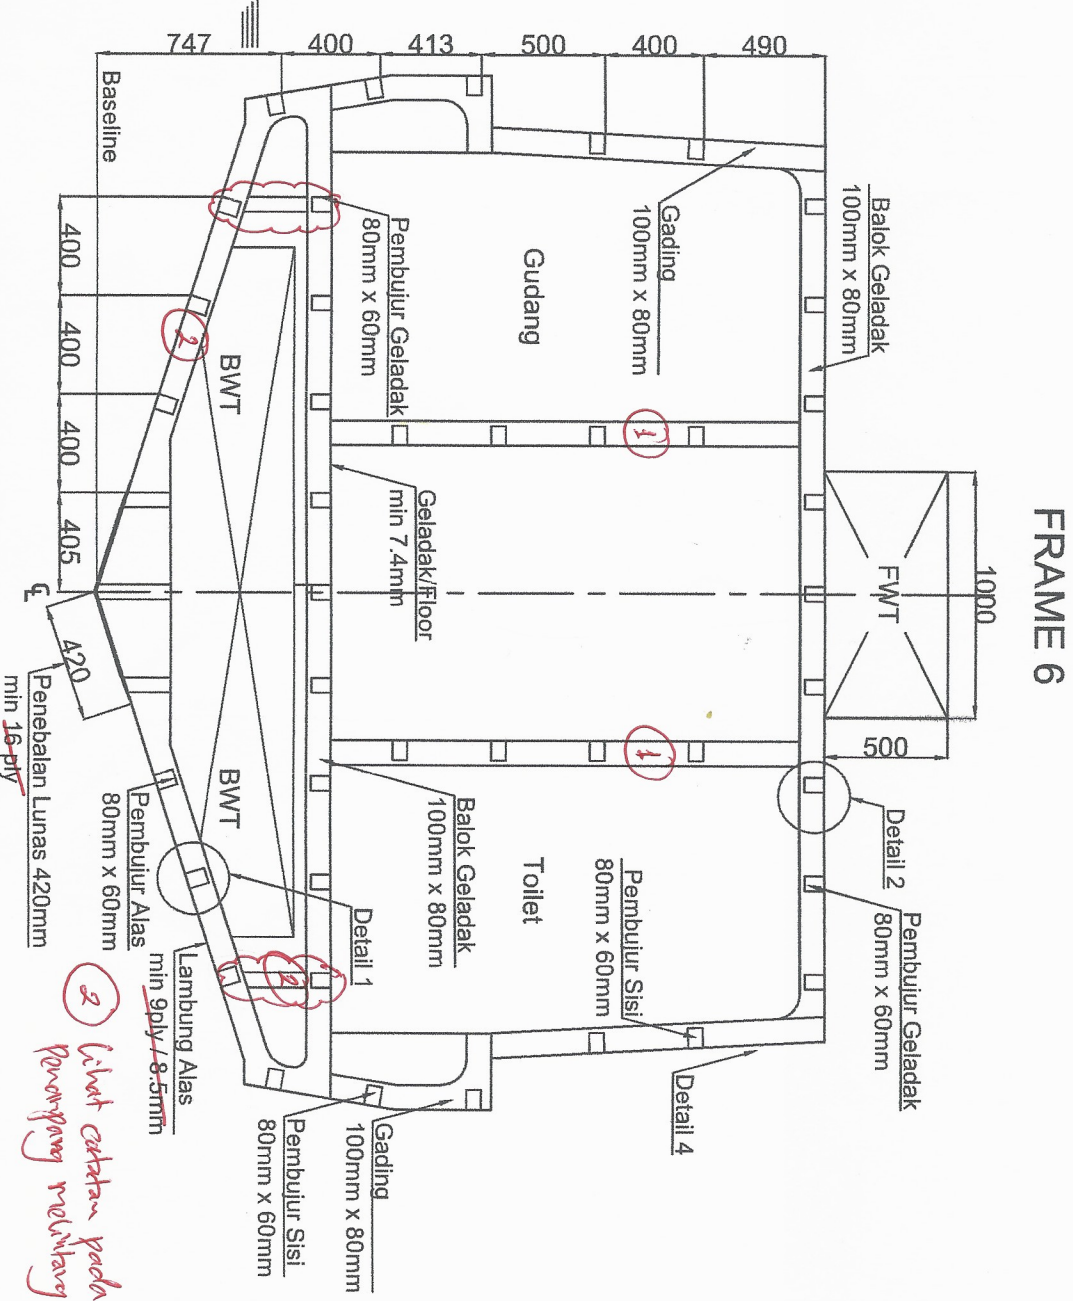 FRAME 6
1000
FWT
500
Detail 2
Balok Geladak
100mm x 80mm
Pembujur Geladak
80mm x 60mm
490
400
500
413
400
747
Gading
100mm x 80mm
Gudang
1
1
Toilet
Pembujur Sisi
80mm x 60mm
Detail 4
Pembujur Geladak
80mm x 60mm
Geladak/Floor
min 7.4mm
Balok Geladak
100mm x 80mm
Detail 1
Gading
100mm x 80mm
Pembujur Sisi
80mm x 60mm
BWT
BWT
2
2
Baseline
Lambung Alas
min 9ply / 8.5mm
Pembujur Alas
80mm x 60mm
400
400
400
405
420
CL
Penebalan Lunas 420mm
min 16 ply
2 lihat catatan pada
penampang melintang